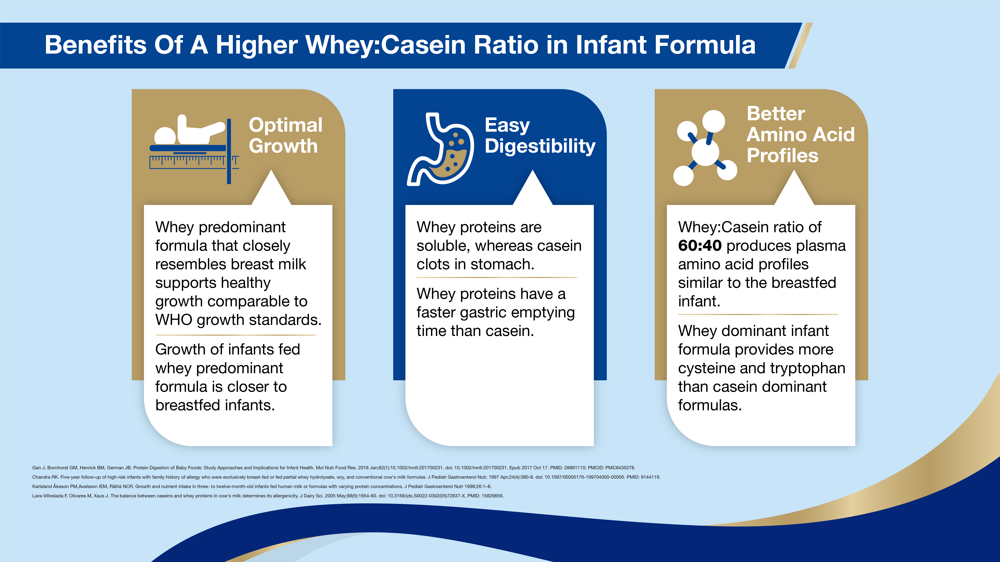 Benefits Of A Higher Whey:Casein Ratio in Infant Formula
Optimal
Growth
Whey predominant
formula that closely
resembles breast milk
supports healthy
growth comparable to
WHO growth standards.
Growth of infants fed
whey predominant
formula is closer to
breastfed infants.
Easy
Digestibility
Whey proteins are
soluble, whereas casein
clots in stomach.
Whey proteins have a
faster gastric emptying
time than casein.
Better
Amino Acid
Profiles
Whey:Casein ratio of
60:40 produces plasma
amino acid profiles
similar to the breastfed
infant.
Whey dominant infant
formula provides more
cysteine and tryptophan
than casein dominant
formulas.
Gan J, Bornhorst GM, Henrick BM, German JB. Protein Digestion of Baby Foods: Study Approaches and Implications for Infant Health. Mol Nutr Food Res. 2018 Jan;62(1):10.1002/mnfr.201700231. doi: 10.1002/mnfr.201700231. Epub 2017 Oct 17. PMID: 28891110; PMCID: PMC6435278.
Chandra RK. Five-year follow-up of high-risk infants with family history of allergy who were exclusively breast-fed or fed partial whey hydrolysate, soy, and conventional cow's milk formulas. J Pediatr Gastroenterol Nutr. 1997 Apr;24(4):380-8. doi: 10.1097/00005176-199704000-00005. PMID: 9144119.
Karlsland Åkeson PM,Axelsson IEM, Räihä NCR. Growth and nutrient intake in three- to twelve-month-old infants fed human milk or formulas with varying protein concentrations. J Pediatr Gastroenterol Nutr 1998;26:1–8.
Lara-Villoslada F, Olivares M, Xaus J. The balance between caseins and whey proteins in cow's milk determines its allergenicity. J Dairy Sci. 2005 May;88(5):1654-60. doi: 10.3168/jds.S0022-0302(05)72837-X. PMID: 15829656.